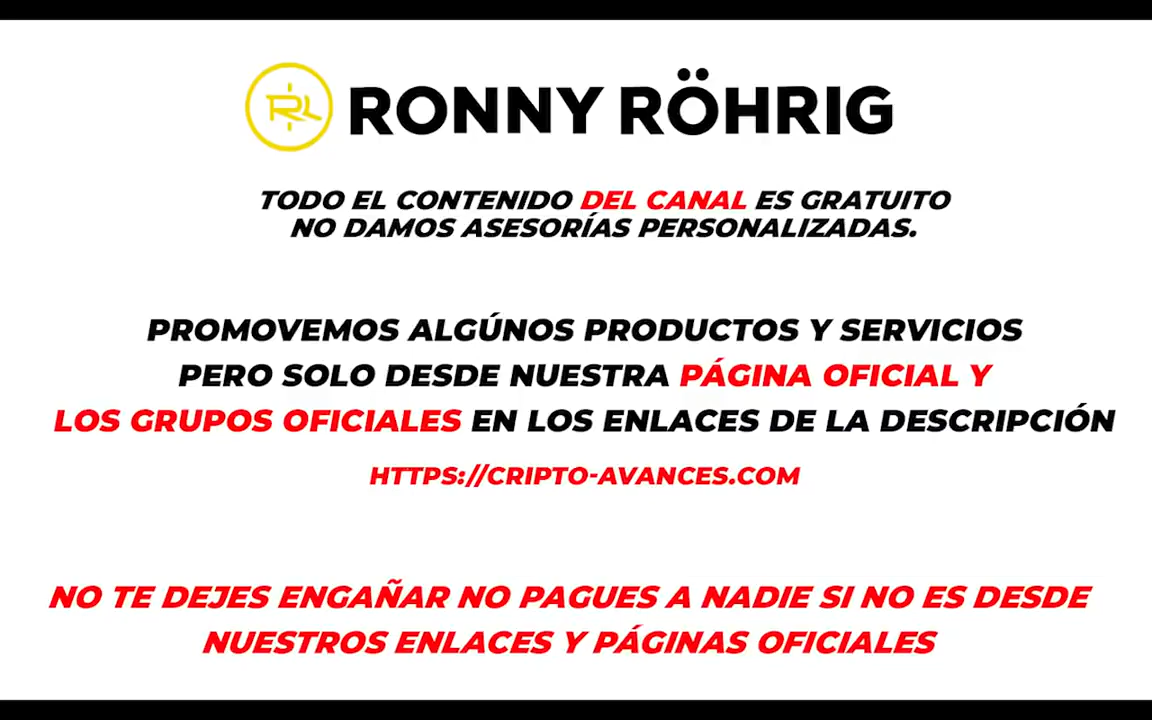 RONNY RÖHRIG
TODO EL CONTENIDO DEL CANAL ES GRATUITO
NO DAMOS ASESORÍAS PERSONALIZADAS.
PROMOVEMOS ALGÚNOS PRODUCTOS Y SERVICIOS
PERO SOLO DESDE NUESTRA PÁGINA OFICIAL Y
LOS GRUPOS OFICIALES EN LOS ENLACES DE LA DESCRIPCIÓN
HTTPS://CRIPTO-AVANCES.COM
NO TE DEJES ENGAÑAR NO PAGUES A NADIE SI NO ES DESDE
NUESTROS ENLACES Y PÁGINAS OFICIALES